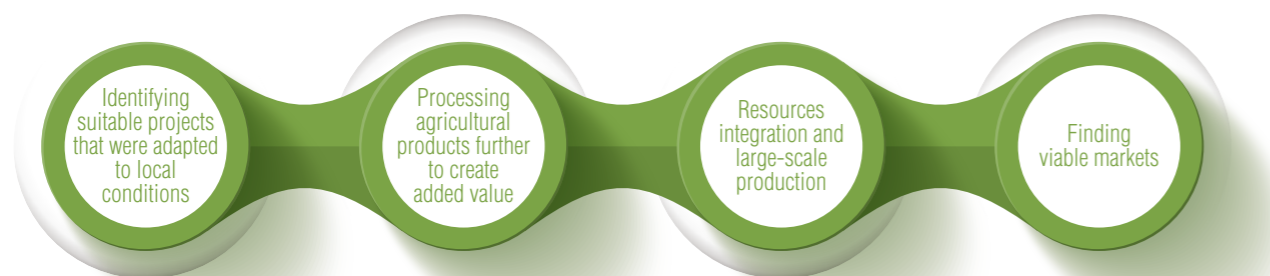 Identifying
suitable projects
that were adapted
to local
conditions
Processing
agricultural
products further
to create
added value
Resources
integration and
large-scale
production
Finding
viable markets